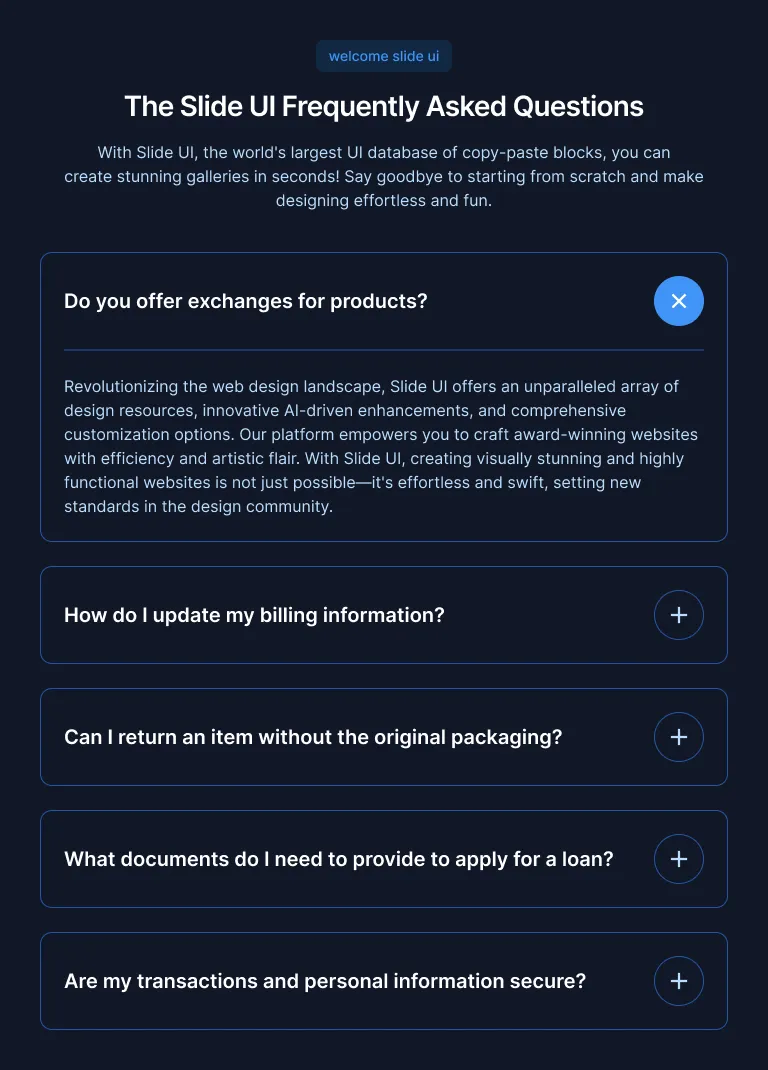 welcome slide ui
The Slide UI Frequently Asked Questions
With Slide UI, the world's largest UI database of copy-paste blocks, you can
create stunning galleries in seconds! Say goodbye to starting from scratch and make
designing effortless and fun.
Do you offer exchanges for products?
Revolutionizing the web design landscape, Slide UI offers an unparalleled array of
design resources, innovative AI-driven enhancements, and comprehensive
customization options. Our platform empowers you to craft award-winning websites
with efficiency and artistic flair. With Slide UI, creating visually stunning and highly
functional websites is not just possible—it's effortless and swift, setting new
standards in the design community.
How do I update my billing information?
Can I return an item without the original packaging?
What documents do I need to provide to apply for a loan?
Are my transactions and personal information secure?